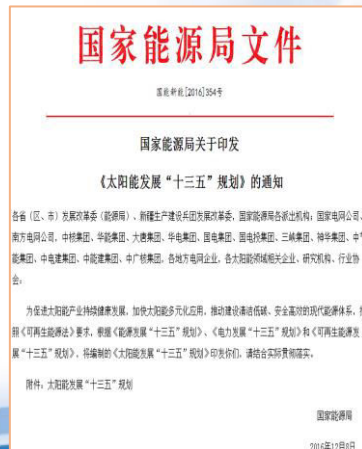 国家能源局文件
国能新能[2016]354号
国家能源局关于印发
《太阳能发展“十三五”规划》的通知
各省（区、市）发展改革委（能源局）、新疆生产建设兵团发展改革委，国家能源局各派出机构；国家电网公司、
南方电网公司，中核集团、华能集团、大唐集团、华电集团、国电集团、国电投集团、三峡集团、神华集团、中节
能集团、中电建集团、中能建集团、中广核集团，各地方电网企业，各太阳能领域相关企业、研究机构、行业协
会：
为促进太阳能产业持续健康发展，加快太阳能多元化应用，推动建设清洁低碳、安全高效的现代能源体系，按
照《可再生能源法》要求，根据《能源发展“十三五”规划》、《电力发展“十三五”规划》和《可再生能源发
展“十三五”规划》，将编制的《太阳能发展“十三五”规划》印发你们，请结合实际贯彻落实。
附件：太阳能发展“十三五”规划
国家能源局
2016年12月8日